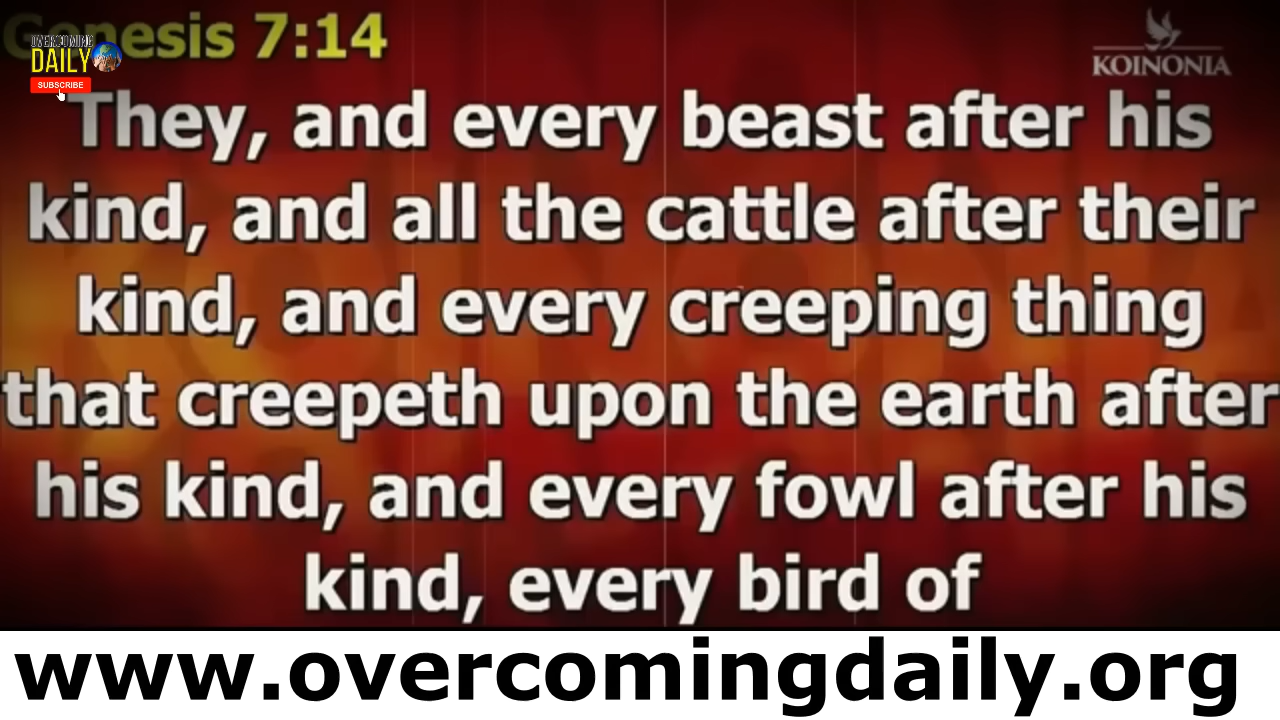 Genesis 7:14
OVERCOMING
DAILY
SUBSCRIBE
KOINONIA
They, and every beast after his
kind, and all the cattle after their
kind, and every creeping thing
that creepeth upon the earth after
his kind, and every fowl after his
kind, every bird of
www.overcomingdaily.org